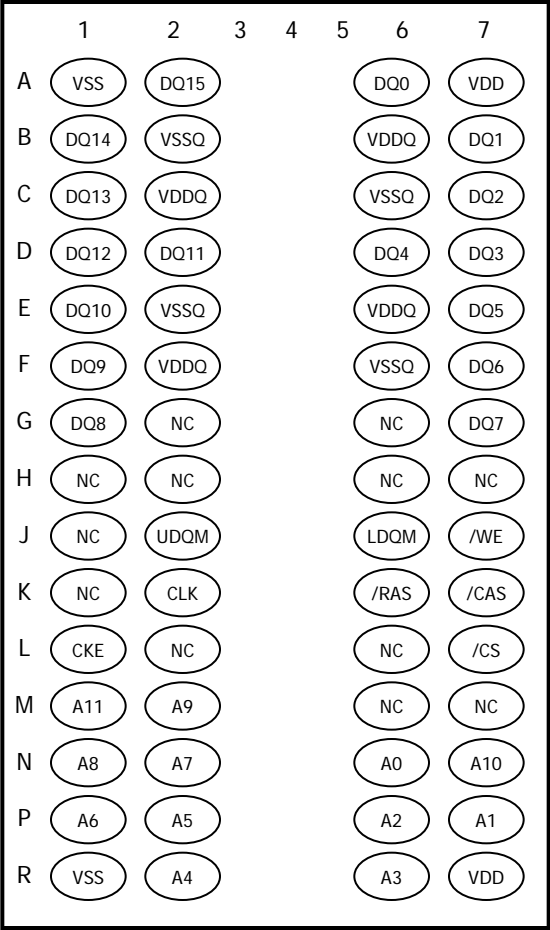 1 2 3 4 5 6 7
A VSS DQ15 DQ0 VDD
B DQ14 VSSQ VDDQ DQ1
C DQ13 VDDQ VSSQ DQ2
D DQ12 DQ11 DQ4 DQ3
E DQ10 VSSQ VDDQ DQ5
F DQ9 VDDQ VSSQ DQ6
G DQ8 NC NC DQ7
H NC NC NC NC
J NC UDQM LDQM /WE
K NC CLK /RAS /CAS
L CKE NC NC /CS
M A11 A9 NC NC
N A8 A7 A0 A10
P A6 A5 A2 A1
R VSS A4 A3 VDD